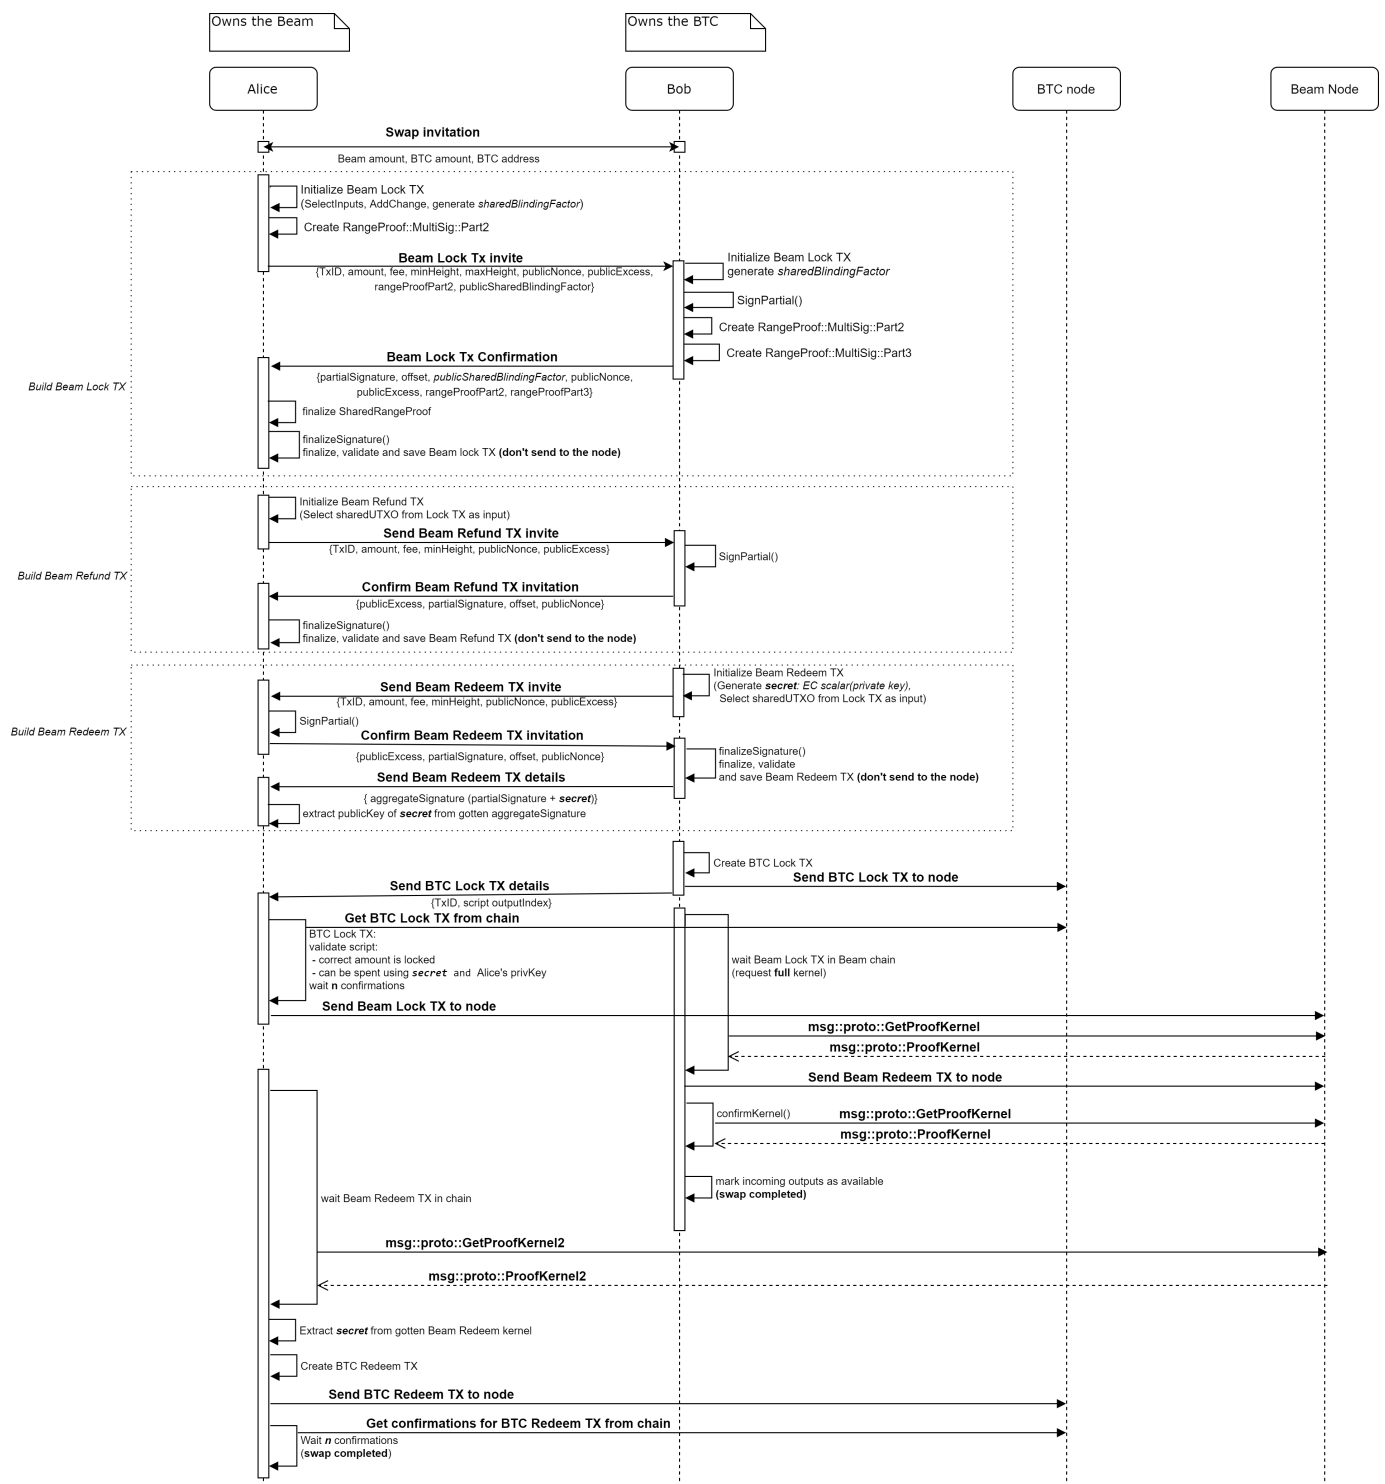 Owns the Beam
Owns the BTC
Alice
Bob
BTC node
Beam Node
Swap invitation
Beam amount, BTC amount, BTC address
Initialize Beam Lock TX
(SelectInputs, AddChange, generate sharedBlindingFactor)
Create RangeProof::MultiSig::Part2
Beam Lock Tx invite
{TxID, amount, fee, minHeight, maxHeight, publicNonce, publicExcess,
rangeProofPart2, publicSharedBlindingFactor}
Initialize Beam Lock TX
generate sharedBlindingFactor
SignPartial()
Create RangeProof::MultiSig::Part2
Create RangeProof::MultiSig::Part3
Beam Lock Tx Confirmation
{partialSignature, offset, publicSharedBlindingFactor, publicNonce,
publicExcess, rangeProofPart2, rangeProofPart3}
Build Beam Lock TX
finalize SharedRangeProof
finalizeSignature()
finalize, validate and save Beam lock TX (don't send to the node)
Initialize Beam Refund TX
(Select sharedUTXO from Lock TX as input)
Send Beam Refund TX invite
{TxID, amount, fee, minHeight, publicNonce, publicExcess}
SignPartial()
Build Beam Refund TX
Confirm Beam Refund TX invitation
{publicExcess, partialSignature, offset, publicNonce}
finalizeSignature()
finalize, validate and save Beam Refund TX (don't send to the node)
Initialize Beam Redeem TX
(Generate secret: EC scalar(private key),
Select sharedUTXO from Lock TX as input)
Send Beam Redeem TX invite
{TxID, amount, fee, minHeight, publicNonce, publicExcess}
SignPartial()
Build Beam Redeem TX
Confirm Beam Redeem TX invitation
{publicExcess, partialSignature, offset, publicNonce}
finalizeSignature()
finalize, validate
and save Beam Redeem TX (don't send to the node)
Send Beam Redeem TX details
{ aggregateSignature (partialSignature + secret)}
extract publicKey of secret from gotten aggregateSignature
Create BTC Lock TX
Send BTC Lock TX to node
Send BTC Lock TX details
{TxID, script outputIndex}
Get BTC Lock TX from chain
BTC Lock TX:
validate script:
- correct amount is locked
- can be spent using secret and Alice's privKey
wait n confirmations
wait Beam Lock TX in Beam chain
(request full kernel)
Send Beam Lock TX to node
msg::proto::GetProofKernel
msg::proto::ProofKernel
Send Beam Redeem TX to node
confirmKernel()
msg::proto::GetProofKernel
msg::proto::ProofKernel
mark incoming outputs as available
(swap completed)
wait Beam Redeem TX in chain
msg::proto::GetProofKernel2
msg::proto::ProofKernel2
Extract secret from gotten Beam Redeem kernel
Create BTC Redeem TX
Send BTC Redeem TX to node
Get confirmations for BTC Redeem TX from chain
Wait n confirmations
(swap completed)